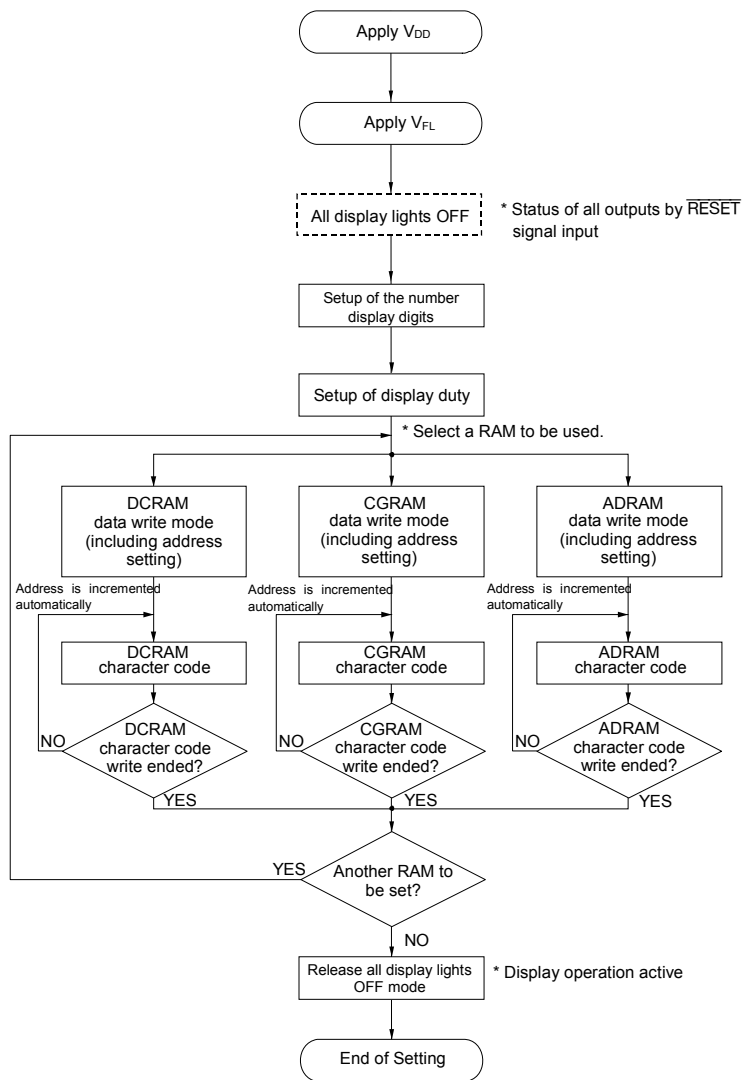 Apply VDD
Apply VFL
All display lights OFF
* Status of all outputs by RESET
signal input
Setup of the number
display digits
Setup of display duty
* Select a RAM to be used.
DCRAM
data write mode
(including address
setting)
CGRAM
data write mode
(including address
setting)
ADRAM
data write mode
(including address
setting)
Address is incremented
automatically
Address is incremented
automatically
Address is incremented
automatically
DCRAM
character code
CGRAM
character code
ADRAM
character code
DCRAM
character code
write ended?
NO
YES
CGRAM
character code
write ended?
NO
YES
ADRAM
character code
write ended?
NO
YES
Another RAM to
be set?
YES
NO
Release all display lights
OFF mode
* Display operation active
End of Setting